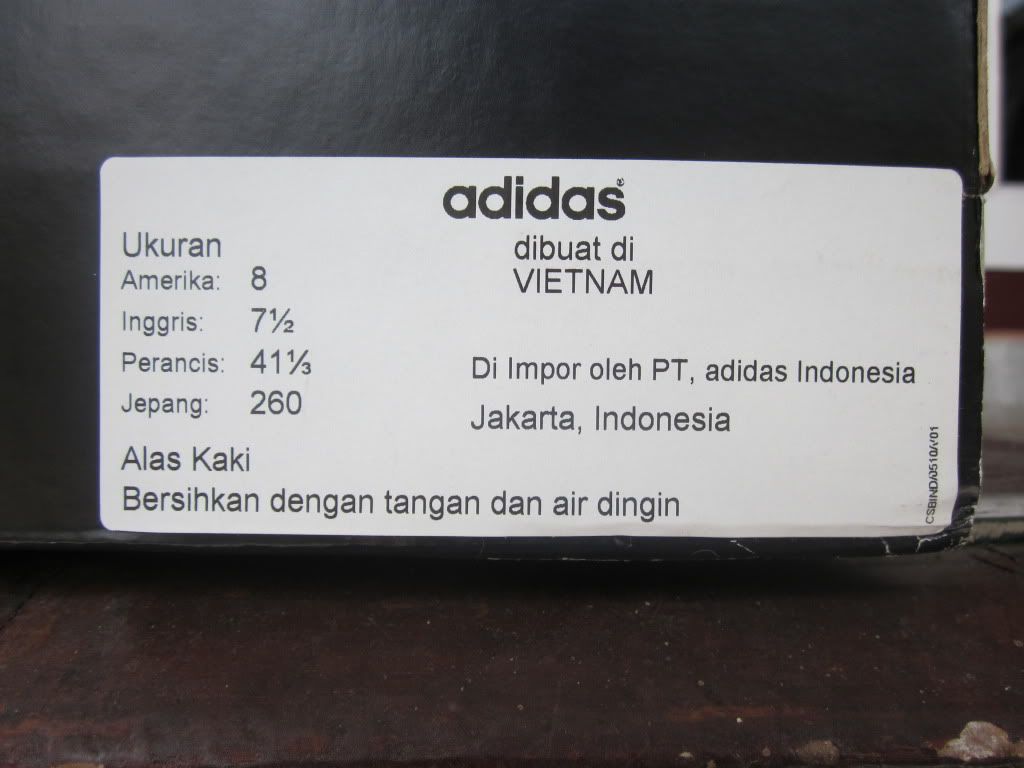 adidas®
Ukuran
Amerika: 8
Inggris: 7½
Perancis: 41⅓
Jepang: 260
dibuat di
VIETNAM
Di Impor oleh PT, adidas Indonesia
Jakarta, Indonesia
Alas Kaki
Bersihkan dengan tangan dan air dingin
CSBIND/0510/V01